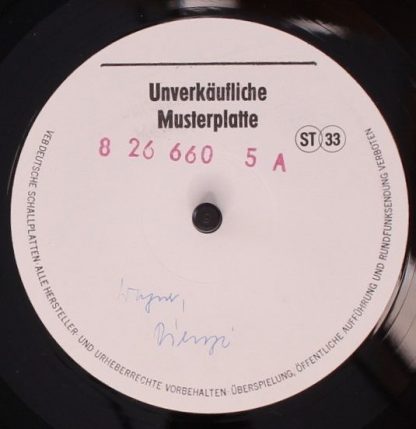 Unverkäufliche
Musterplatte
ST 33
8 26 660 5 A
Wagner,
Rienzi
VEB DEUTSCHE SCHALLPLATTEN · ALLE HERSTELLER- UND URHEBERRECHTE VORBEHALTEN · ÜBERSPIELUNG, ÖFFENTLICHE AUFFÜHRUNG UND RUNDFUNKSENDUNG VERBOTEN